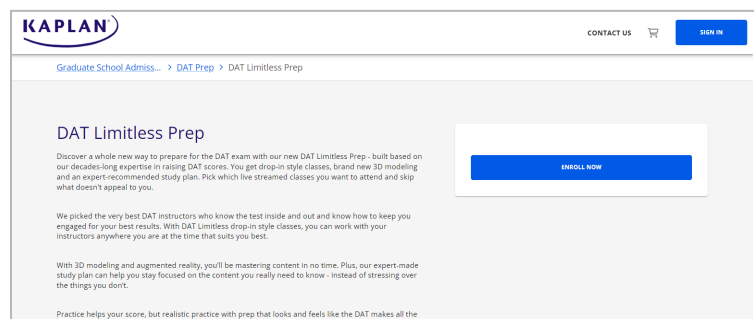 KAPLAN
CONTACT US
SIGN IN
Graduate School Admiss... > DAT Prep > DAT Limitless Prep
DAT Limitless Prep
Discover a whole new way to prepare for the DAT exam with our new DAT Limitless Prep - built based on
our decades-long expertise in raising DAT scores. You get drop-in style classes, brand new 3D modeling
and an expert-recommended study plan. Pick which live streamed classes you want to attend and skip
what doesn't appeal to you.
ENROLL NOW
We picked the very best DAT instructors who know the test inside and out and know how to keep you
engaged for your best results. With DAT Limitless drop-in style classes, you can work with your
instructors anywhere you are at the time that suits you best.
With 3D modeling and augmented reality, you'll be mastering content in no time. Plus, our expert-made
study plan can help you stay focused on the content you really need to know - instead of stressing over
the things you don't.
Practice helps your score, but realistic practice with prep that looks and feels like the DAT makes all the